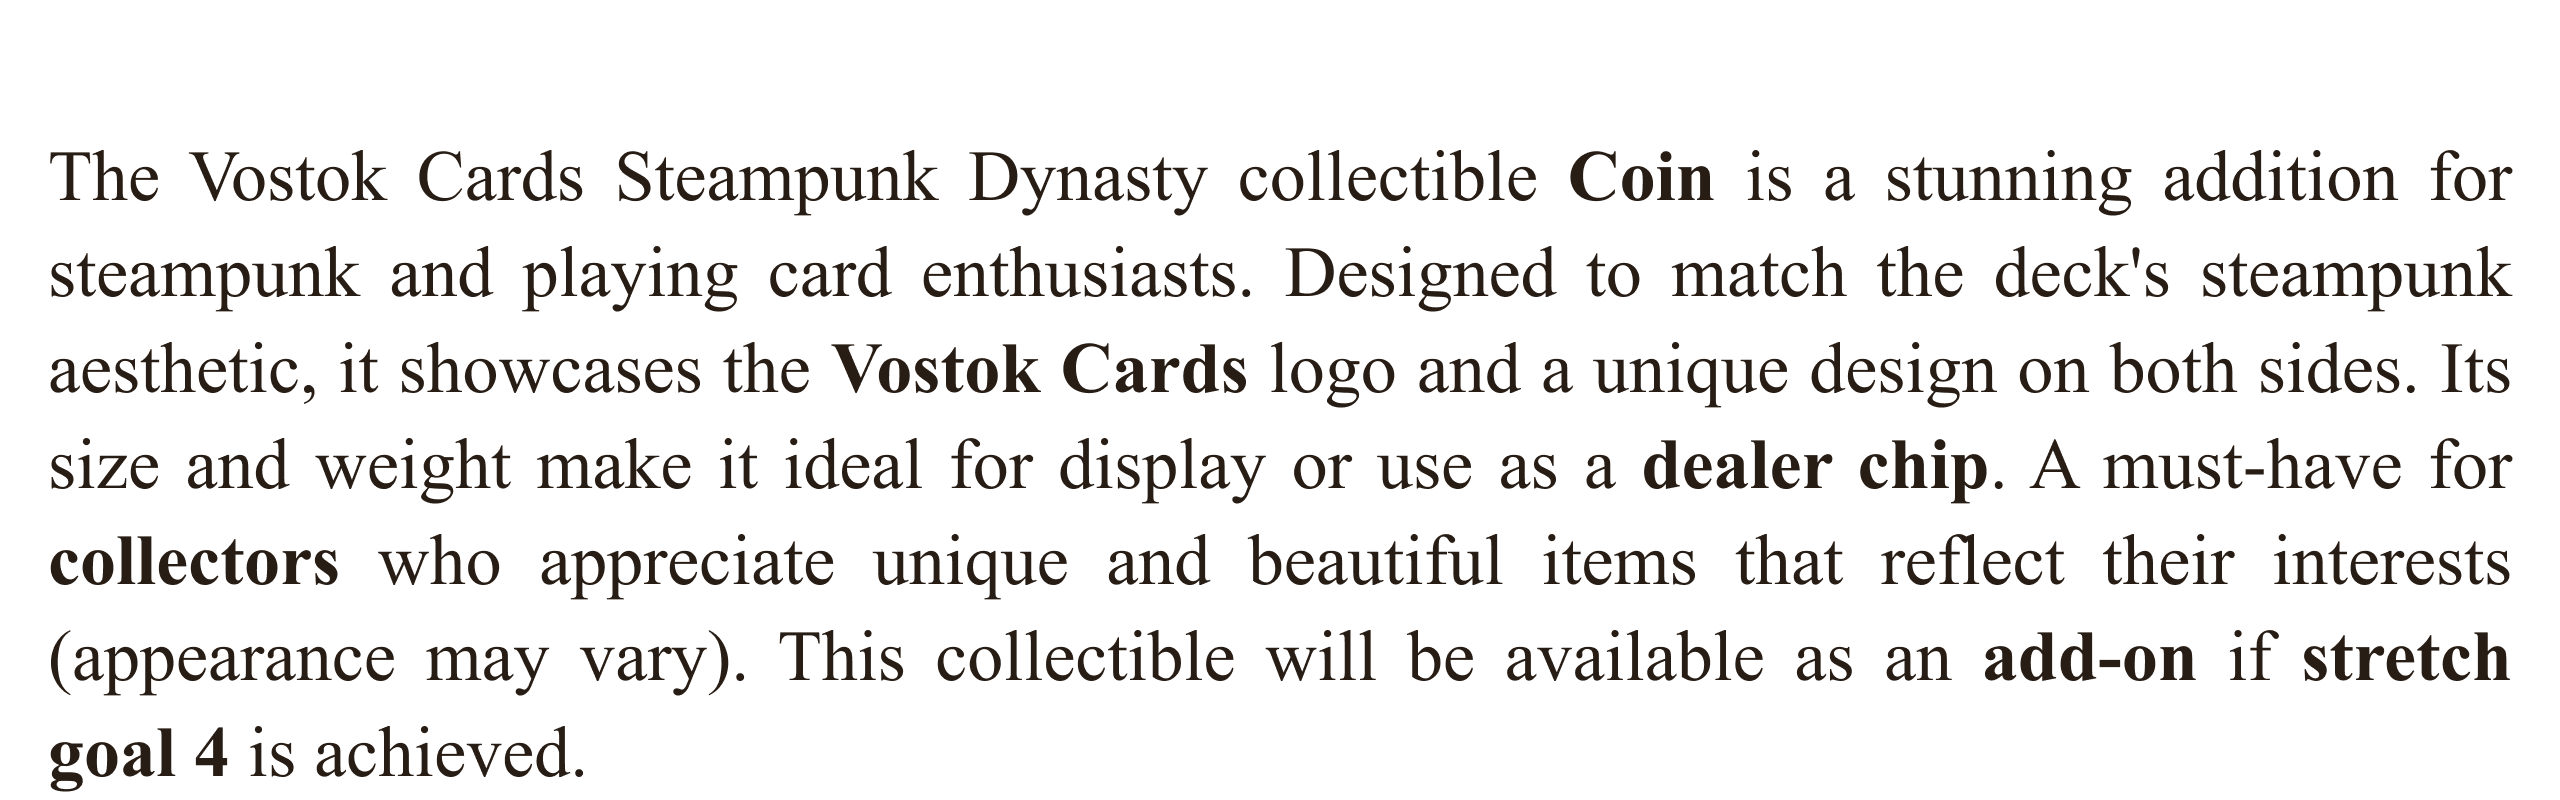 The Vostok Cards Steampunk Dynasty collectible Coin is a stunning addition for
steampunk and playing card enthusiasts. Designed to match the deck's steampunk
aesthetic, it showcases the Vostok Cards logo and a unique design on both sides. Its
size and weight make it ideal for display or use as a dealer chip. A must-have for
collectors who appreciate unique and beautiful items that reflect their interests
(appearance may vary). This collectible will be available as an add-on if stretch
goal 4 is achieved.